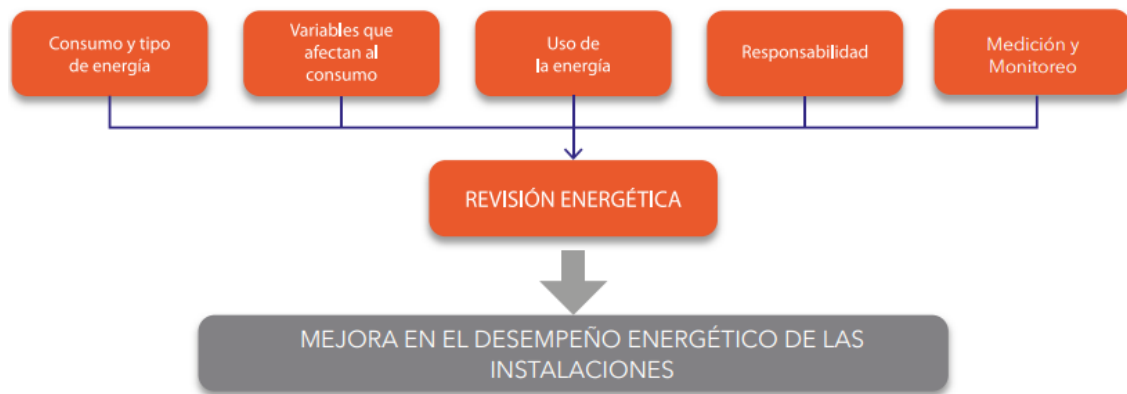 Consumo y tipo
de energía
Variables que
afectan al
consumo
Uso de
la energía
Responsabilidad
Medición y
Monitoreo
REVISIÓN ENERGÉTICA
MEJORA EN EL DESEMPEÑO ENERGÉTICO DE LAS
INSTALACIONES